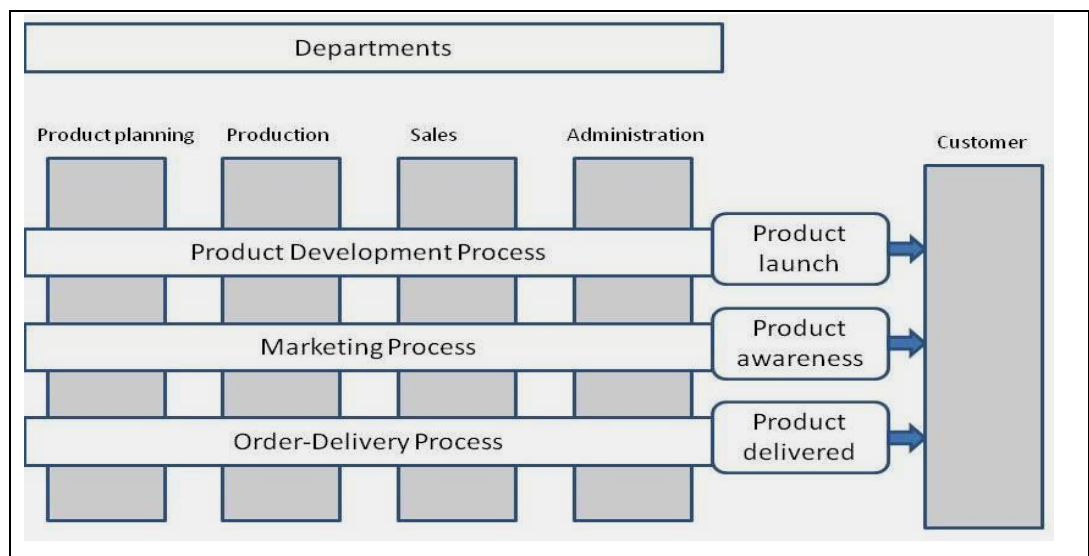 Departments
Product planning
Production
Sales
Administration
Customer
Product Development Process
Product
launch
Marketing Process
Product
awareness
Order-Delivery Process
Product
delivered